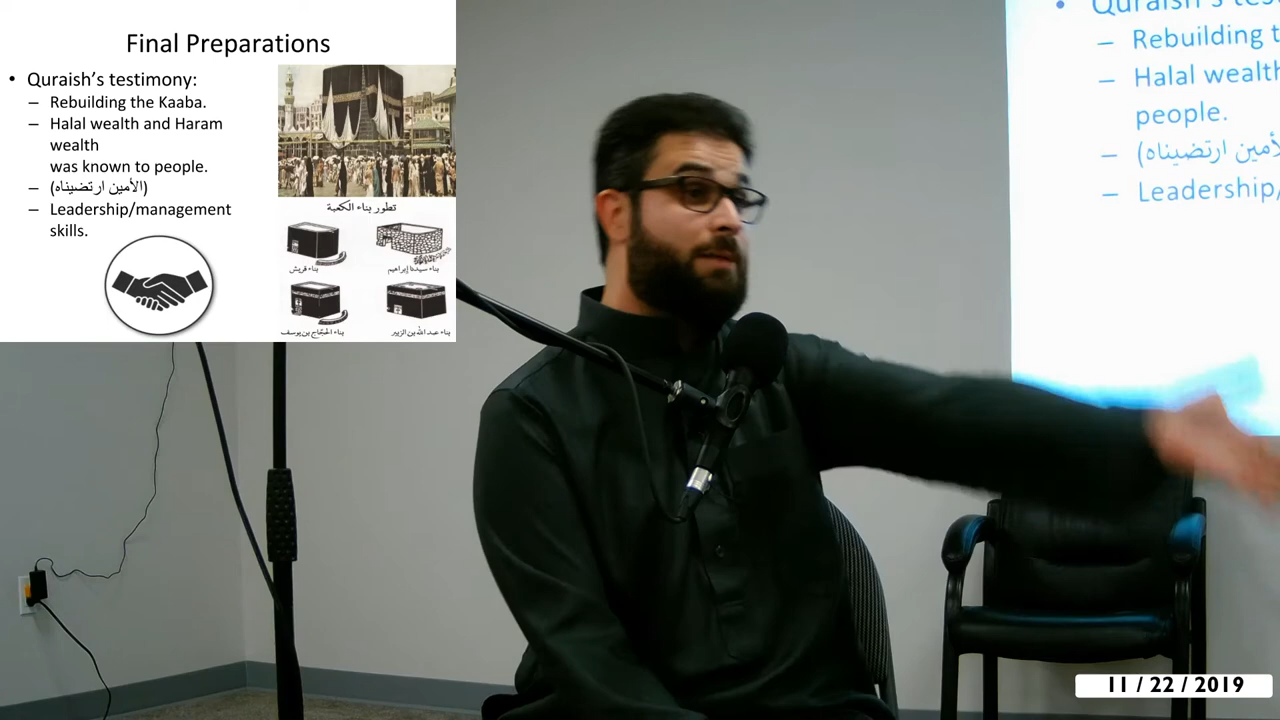 Final Preparations
• Quraish's testimony:
– Rebuilding the Kaaba.
– Halal wealth and Haram
wealth
was known to people.
– (الأمين ارتضيناه)
– Leadership/management
skills.
تطور بناء الكعبة
بناء قريش
بناء سيدنا إبراهيم
بناء الحجاج بن يوسف
بناء عبد الله بن الزبير
• Quraish's tes
– Rebuilding t
– Halal wealth
people.
– (الأمين ارتضيناه
– Leadership/
11 / 22 / 2019